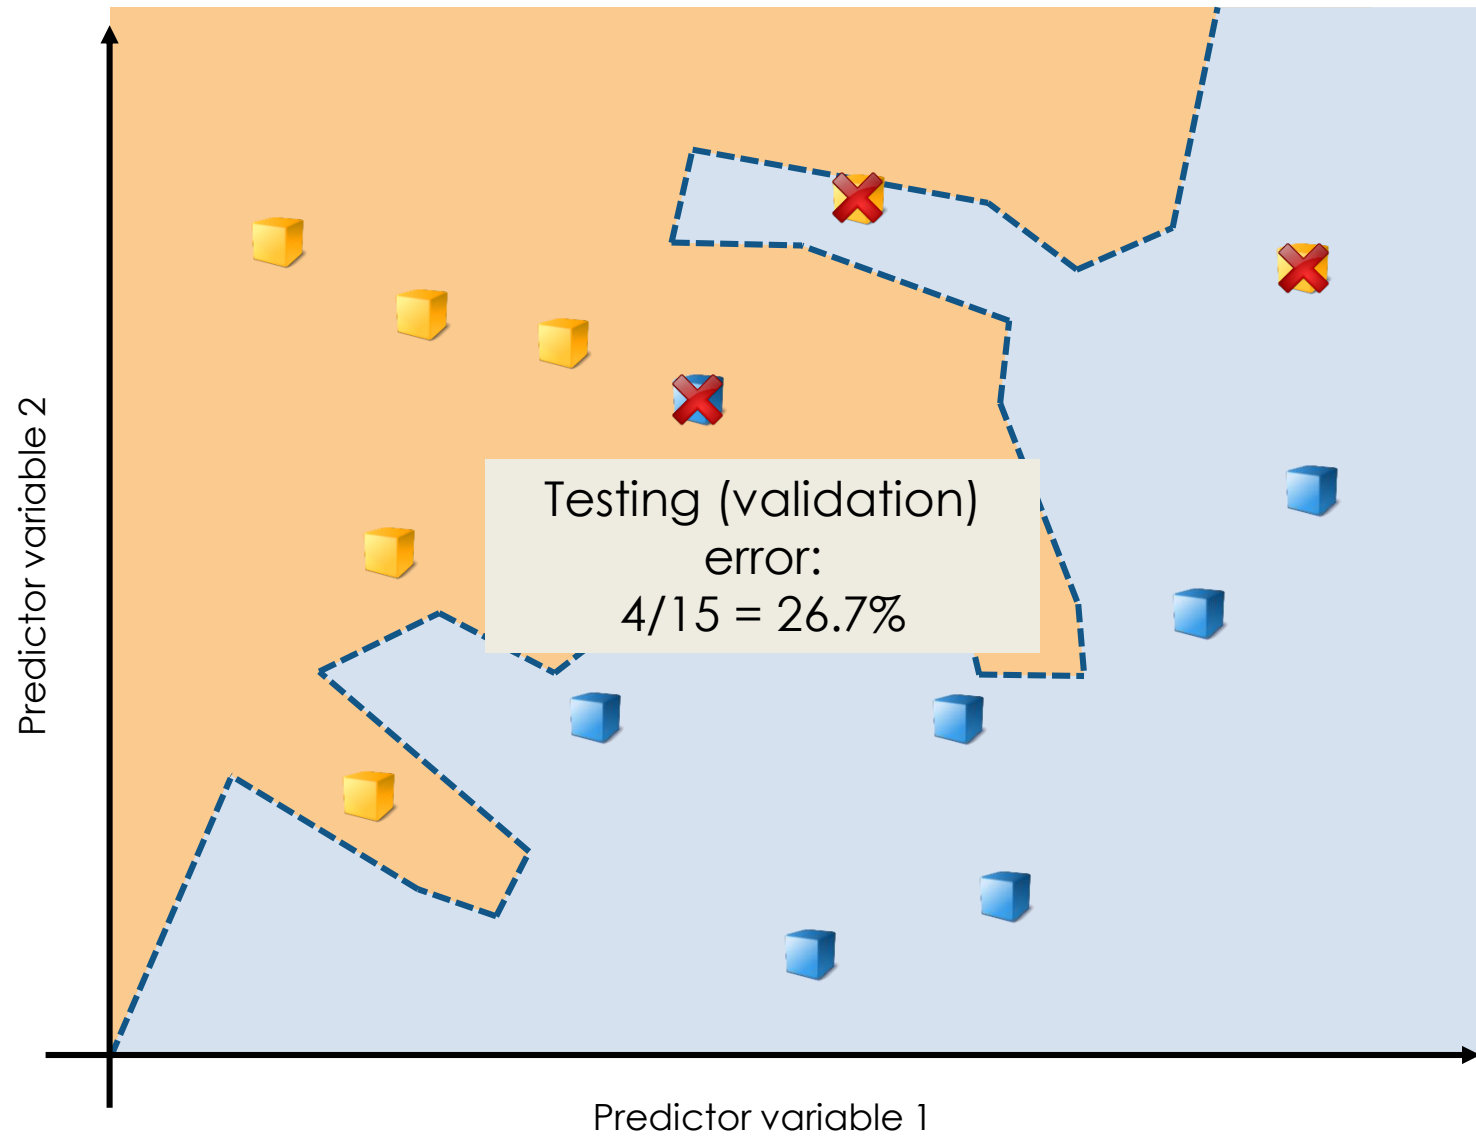 Predictor variable 2
Testing (validation)
error:
4/15 = 26.7%
Predictor variable 1